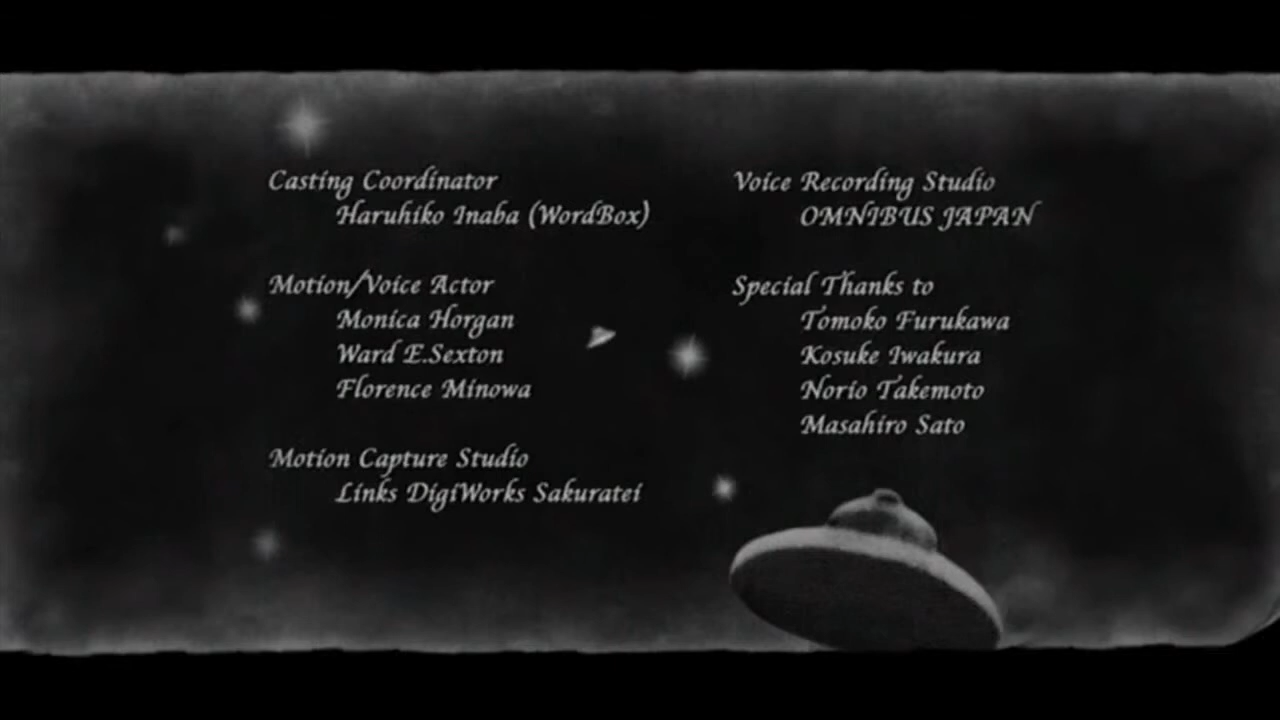 Casting Coordinator
Haruhiko Inaba (WordBox)
Motion/Voice Actor
Monica Horgan
Ward E.Sexton
Florence Minowa
Motion Capture Studio
Links DigiWorks Sakuratei
Voice Recording Studio
OMNIBUS JAPAN
Special Thanks to
Tomoko Furukawa
Kosuke Iwakura
Norio Takemoto
Masahiro Sato